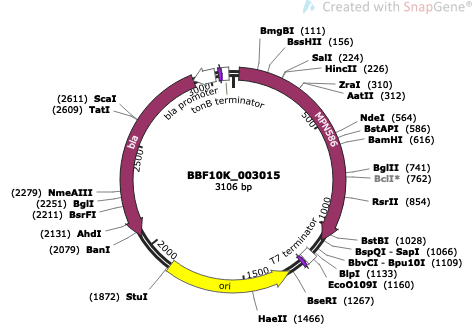 Created with SnapGene®
BmgBI (111)
BssHII (156)
SalI (224)
HincII (226)
ZraI (310)
AatII (312)
NdeI (564)
BstAPI (586)
BamHI (616)
BglII (741)
BclI* (762)
RsrII (854)
BstBI (1028)
BspQI - SapI (1066)
BbvCI - Bpu10I (1109)
BlpI (1133)
EcoO109I (1160)
BseRI (1267)
HaeII (1466)
(1872) StuI
(2079) BanI
(2131) AhdI
(2211) BsrFI
(2251) BglI
(2279) NmeAIII
(2609) TatI
(2611) ScaI
bla promoter
tonB terminator
MPN586
bla
T7 terminator
ori
500
1000
1500
2000
2500
3000
BBF10K_003015
3106 bp